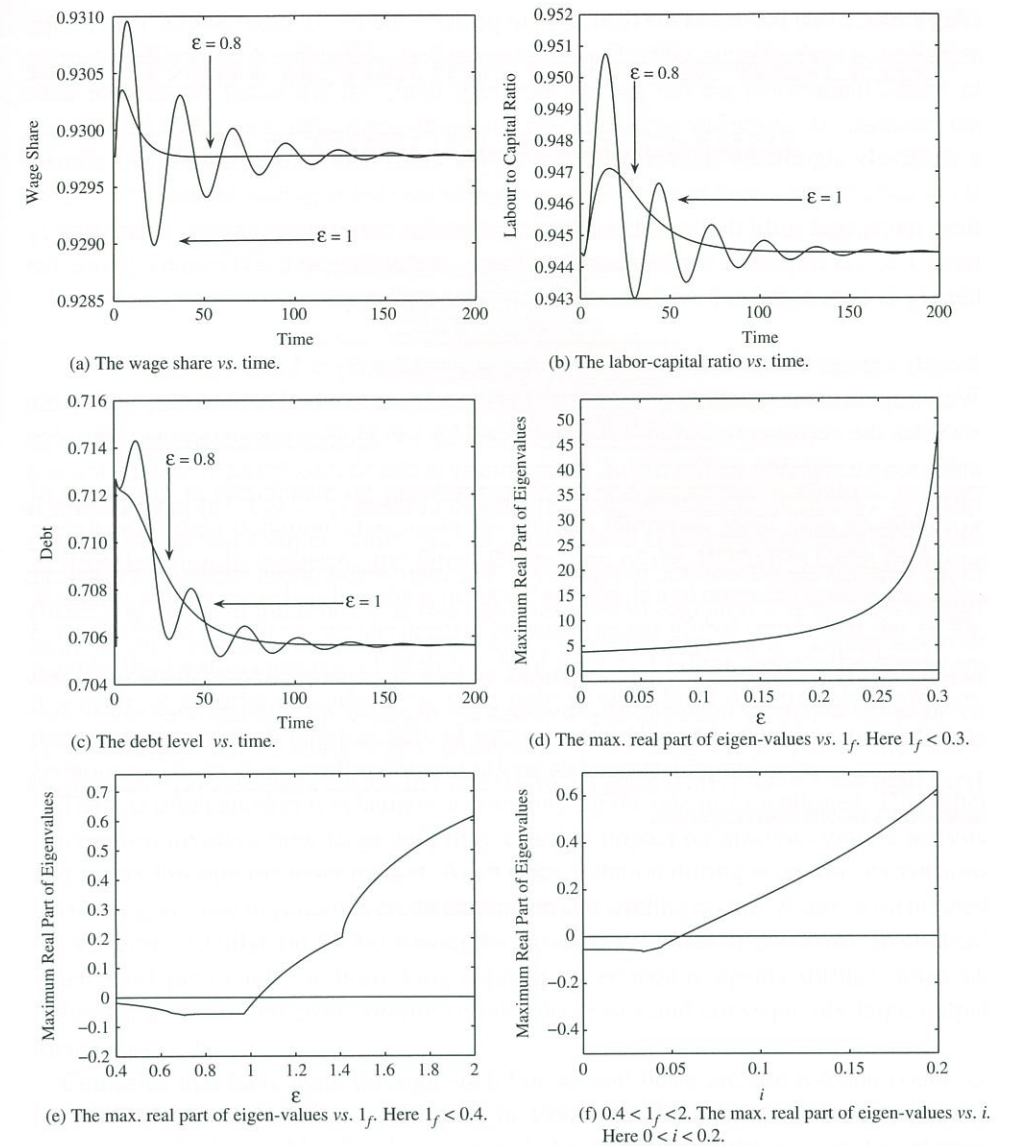 0.9310
0.9305
0.9300
0.9295
0.9290
0.9285
Wage Share
ε = 0.8
ε = 1
0 50 100 150 200
Time
(a) The wage share vs. time.
0.952
0.951
0.950
0.949
0.948
0.947
0.946
0.945
0.944
0.943
Labour to Capital Ratio
ε = 0.8
ε = 1
0 50 100 150 200
Time
(b) The labor-capital ratio vs. time.
0.716
0.714
0.712
0.710
0.708
0.706
0.704
Debt
ε = 0.8
ε = 1
0 50 100 150 200
Time
(c) The debt level vs. time.
50
45
40
35
30
25
20
15
10
5
0
Maximum Real Part of Eigenvalues
0 0.05 0.1 0.15 0.2 0.25 0.3
ε
(d) The max. real part of eigen-values vs. 1f. Here 1f < 0.3.
0.7
0.6
0.5
0.4
0.3
0.2
0.1
0
−0.1
−0.2
Maximum Real Part of Eigenvalues
0.4 0.6 0.8 1 1.2 1.4 1.6 1.8 2
ε
(e) The max. real part of eigen-values vs. 1f. Here 1f < 0.4.
0.6
0.4
0.2
0
−0.2
−0.4
Maximum Real Part of Eigenvalues
0 0.05 0.1 0.15 0.2
i
(f) 0.4 < 1f < 2. The max. real part of eigen-values vs. i.
Here 0 < i < 0.2.